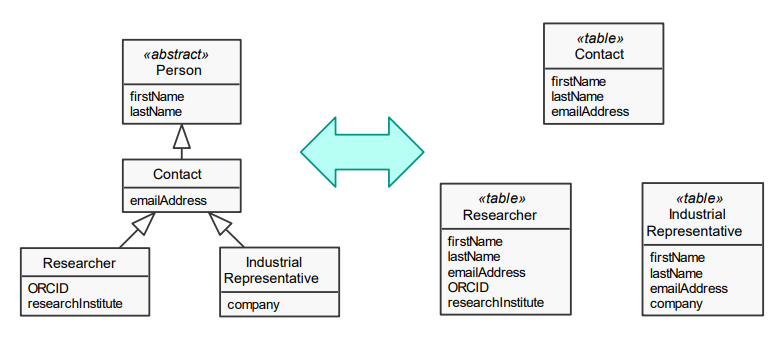 «abstract»
Person
firstName
lastName
Contact
emailAddress
Researcher
ORCID
researchInstitute
Industrial
Representative
company
«table»
Contact
firstName
lastName
emailAddress
«table»
Researcher
firstName
lastName
emailAddress
ORCID
researchInstitute
«table»
Industrial
Representative
firstName
lastName
emailAddress
company